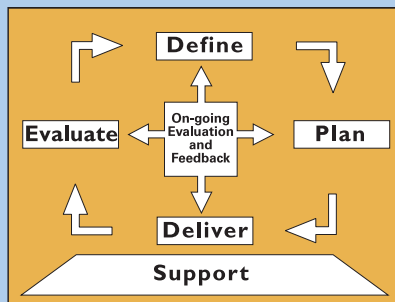 Define
On-going
Evaluation
and
Feedback
Evaluate
Plan
Deliver
Support